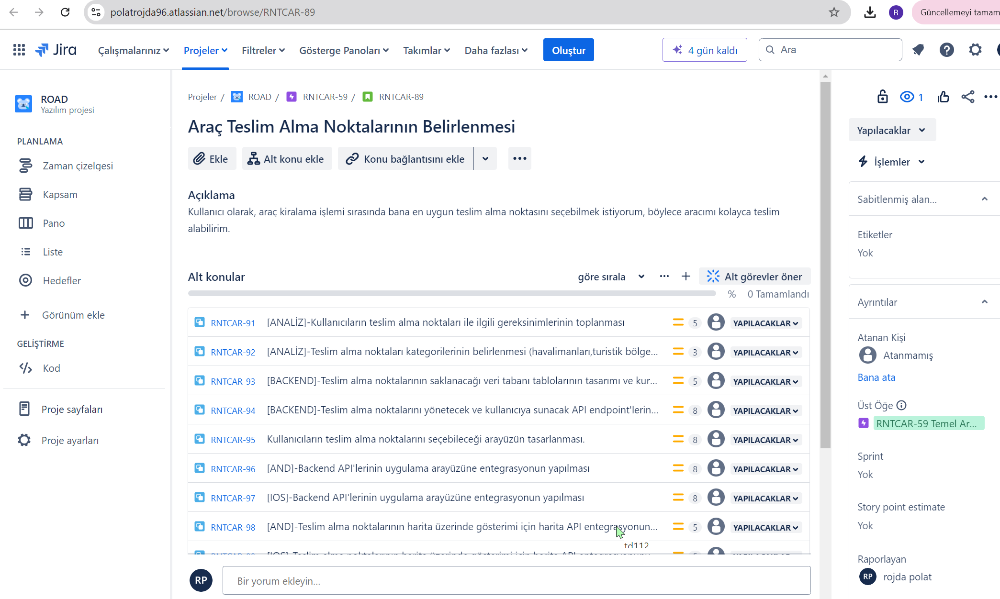 polatrojda96.atlassian.net/browse/RNTCAR-89
R
Güncellemeyi tamam
Jira
Çalışmalarınız
Projeler
Filtreler
Gösterge Panoları
Takımlar
Daha fazlası
Oluştur
4 gün kaldı
Ara
ROAD
Yazılım projesi
PLANLAMA
Zaman çizelgesi
Kapsam
Pano
Liste
Hedefler
Görünüm ekle
GELİŞTİRME
Kod
Proje sayfaları
Proje ayarları
Projeler / ROAD / RNTCAR-59 / RNTCAR-89
Araç Teslim Alma Noktalarının Belirlenmesi
Ekle
Alt konu ekle
Konu bağlantısını ekle
Açıklama
Kullanıcı olarak, araç kiralama işlemi sırasında bana en uygun teslim alma noktasını seçebilmek istiyorum, böylece aracımı kolayca teslim
alabilirim.
Alt konular
göre sırala
Alt görevler öner
% 0 Tamamlandı
RNTCAR-91 [ANALİZ]-Kullanıcıların teslim alma noktaları ile ilgili gereksinimlerinin toplanması 5 YAPILACAKLAR
RNTCAR-92 [ANALİZ]-Teslim alma noktaları kategorilerinin belirlenmesi (havalimanları,turistik bölge... 3 YAPILACAKLAR
RNTCAR-93 [BACKEND]-Teslim alma noktalarının saklanacağı veri tabanı tablolarının tasarımı ve kur... 5 YAPILACAKLAR
RNTCAR-94 [BACKEND]-Teslim alma noktalarını yönetecek ve kullanıcıya sunacak API endpoint'lerin... 8 YAPILACAKLAR
RNTCAR-95 Kullanıcıların teslim alma noktalarını seçebileceği arayüzün tasarlanması. 8 YAPILACAKLAR
RNTCAR-96 [AND]-Backend API'lerinin uygulama arayüzüne entegrasyonun yapılması 8 YAPILACAKLAR
RNTCAR-97 [IOS]-Backend API'lerinin uygulama arayüzüne entegrasyonun yapılması 8 YAPILACAKLAR
RNTCAR-98 [AND]-Teslim alma noktalarının harita üzerinde gösterimi için harita API entegrasyonun... 5 YAPILACAKLAR
td112
RP
Bir yorum ekleyin...
1
Yapılacaklar
İşlemler
Sabitlenmiş alan...
Etiketler
Yok
Ayrıntılar
Atanan Kişi
Atanmamış
Bana ata
Üst Öğe
RNTCAR-59 Temel Ar...
Sprint
Yok
Story point estimate
Yok
Raporlayan
RP
rojda polat